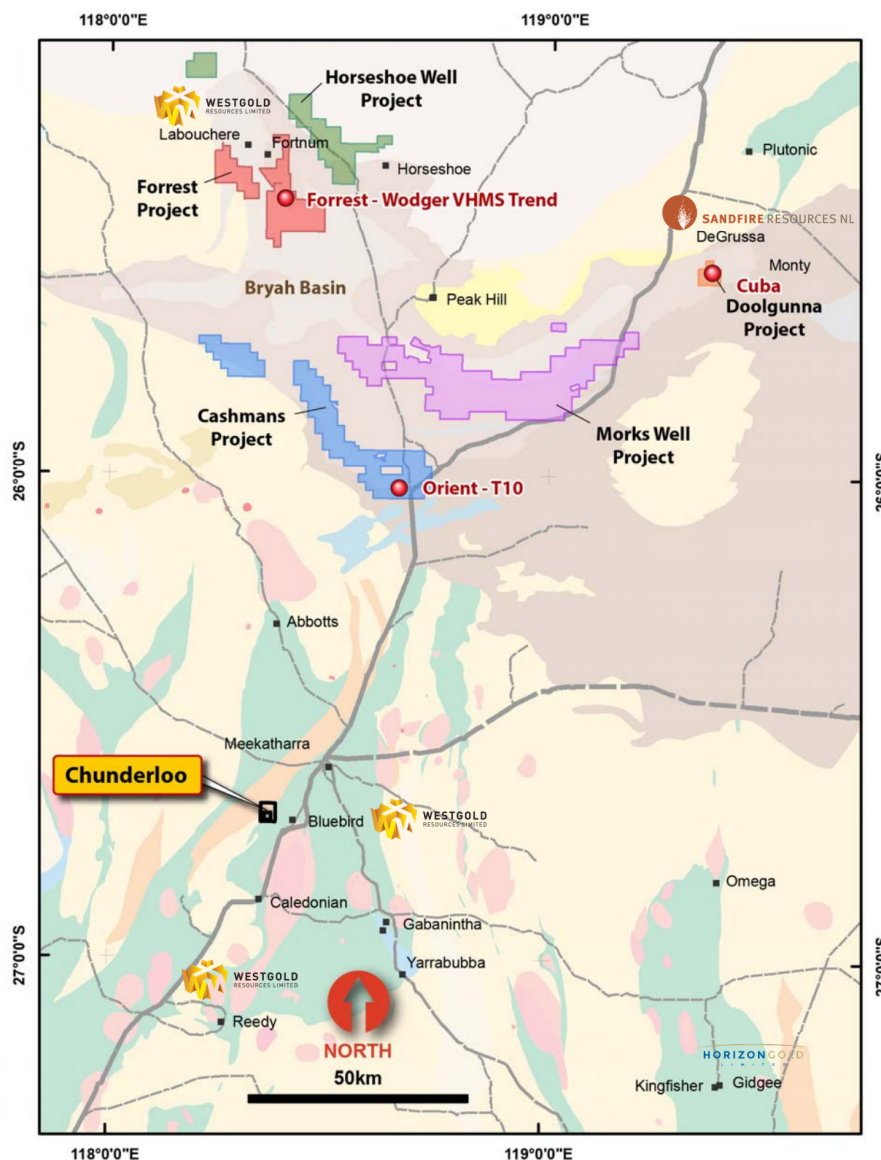 118°0'0"E
119°0'0"E
Horseshoe Well
Project
WESTGOLD
RESOURCES LIMITED
Labouchere
Fortnum
Plutonic
Horseshoe
Forrest
Project
Forrest - Wodger VHMS Trend
SANDFIRE RESOURCES NL
DeGrussa
Monty
Cuba
Doolgunna
Project
Bryah Basin
Peak Hill
Cashmans
Project
Morks Well
Project
26°0'0"S
26°0'0"S
Orient - T10
Abbotts
Meekatharra
Chunderloo
Bluebird
WESTGOLD
RESOURCES LIMITED
Omega
Caledonian
Gabanintha
27°0'0"S
27°0'0"S
Yarrabubba
WESTGOLD
RESOURCES LIMITED
Reedy
NORTH
50km
HORIZONGOLD
LIMITED
Kingfisher
Gidgee
118°0'0"E
119°0'0"E